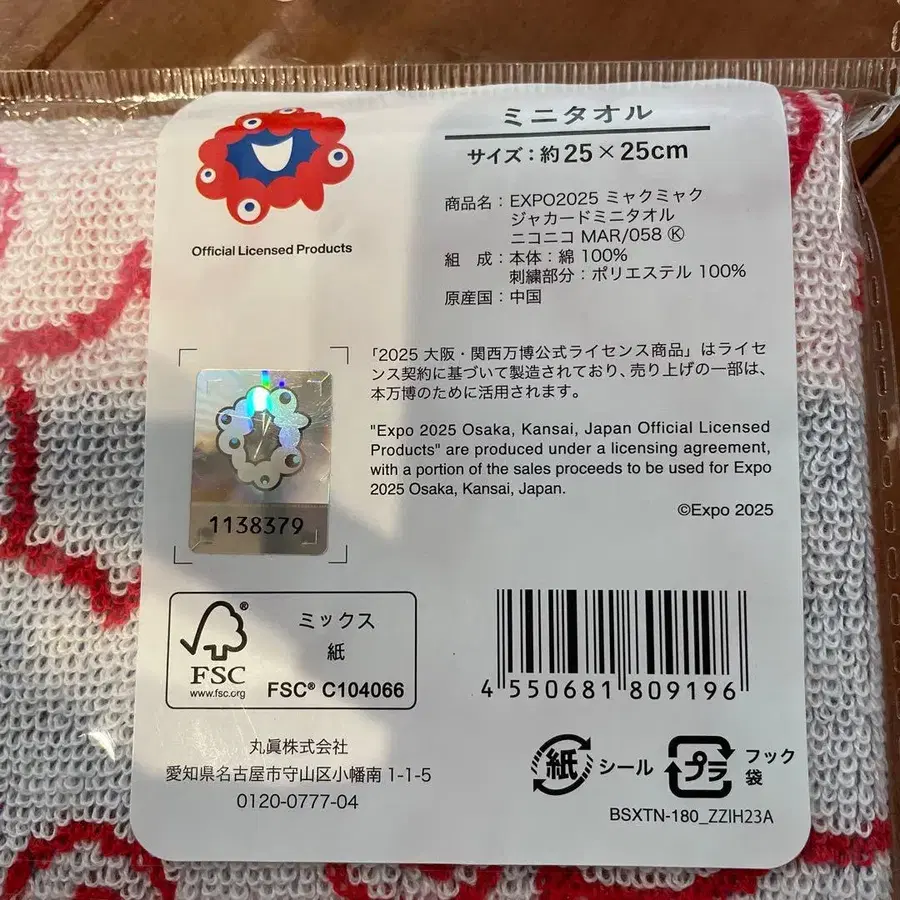 Official Licensed Products
ミニタオル
サイズ：約25×25cm
商品名：EXPO2025 ミャクミャク
ジャカードミニタオル
ニコニコ MAR/058 Ⓚ
組　成：本体：綿 100%
刺繍部分：ポリエステル 100%
原産国：中国
「2025 大阪・関西万博公式ライセンス商品」はライセ
ンス契約に基づいて製造されており、売り上げの一部は、
本万博のために活用されます。
"Expo 2025 Osaka, Kansai, Japan Official Licensed
Products" are produced under a licensing agreement,
with a portion of the sales proceeds to be used for Expo
2025 Osaka, Kansai, Japan.
©Expo 2025
1138379
FSC®
www.fsc.org
ミックス
紙
FSC® C104066
4 550681 809196
丸眞株式会社
愛知県名古屋市守山区小幡南 1-1-5
0120-0777-04
紙 シール
プラ フック
袋
BSXTN-180_ZZIH23A